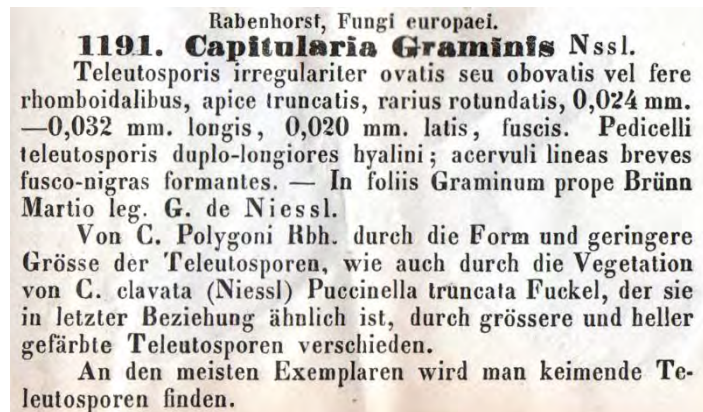 Rabenhorst, Fungi europaei.
1191. Capitularia Graminis Nssl.
Teleutosporis irregulariter ovatis seu obovatis vel fere
rhomboidalibus, apice truncatis, rarius rotundatis, 0,024 mm.
—0,032 mm. longis, 0,020 mm. latis, fuscis. Pedicelli
teleutosporis duplo-longiores hyalini; acervuli lineas breves
fusco-nigras formantes. — In foliis Graminum prope Brünn
Martio leg. G. de Niessl.
Von C. Polygoni Rbh. durch die Form und geringere
Grösse der Teleutosporen, wie auch durch die Vegetation
von C. clavata (Niessl) Puccinella truncata Fuckel, der sie
in letzter Beziehung ähnlich ist, durch grössere und heller
gefärbte Teleutosporen verschieden.
An den meisten Exemplaren wird man keimende Te-
leutosporen finden.